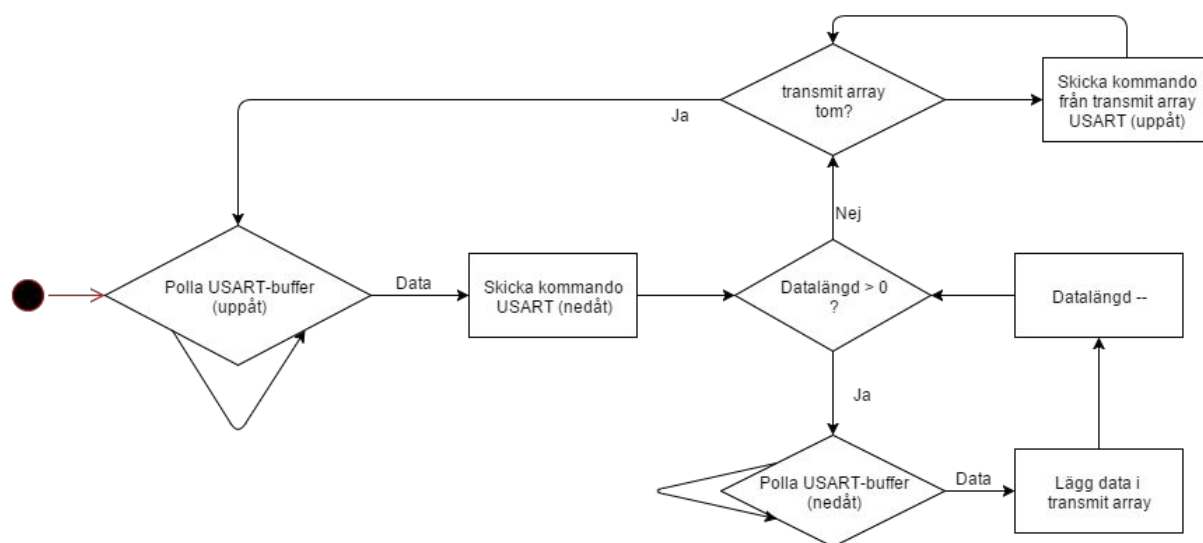 transmit array
tom?
Skicka kommando
från transmit array
USART (uppåt)
Ja
Nej
Polla USART-buffer
(uppåt)
Data
Skicka kommando
USART (nedåt)
Datalängd > 0
?
Datalängd --
Ja
Polla USART-buffer
(nedåt)
Data
Lägg data i
transmit array